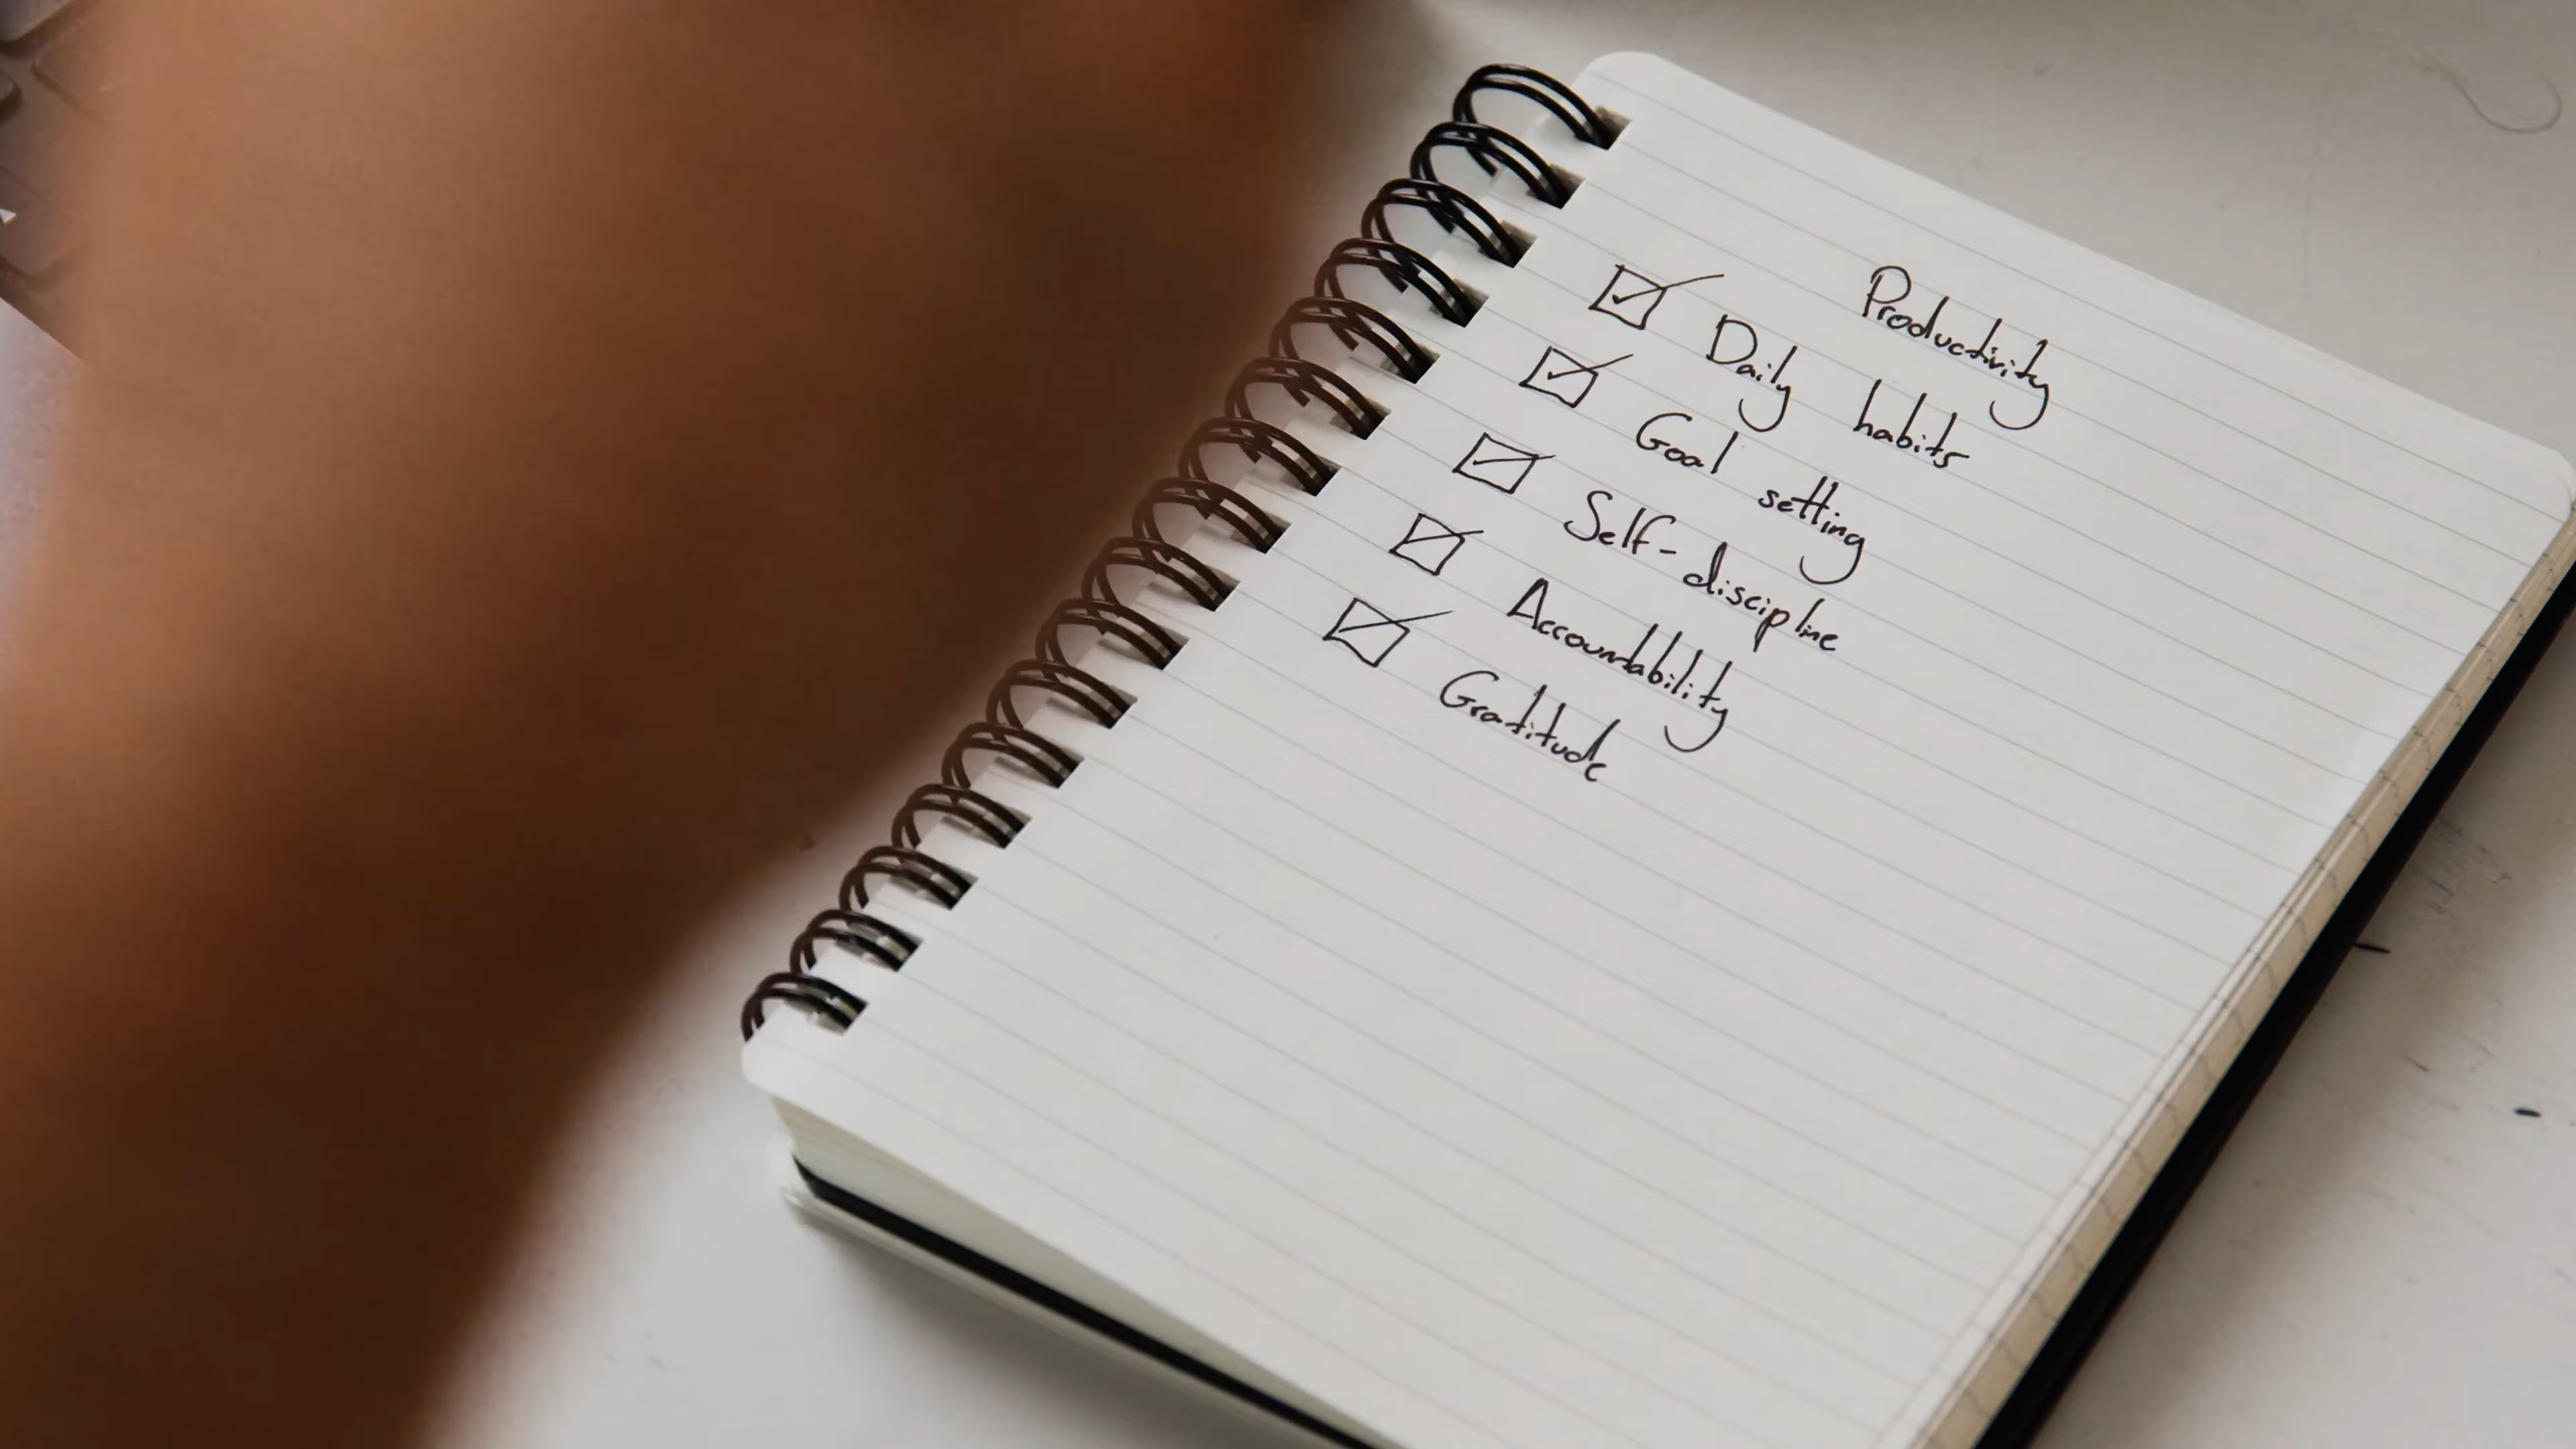 Productivity
☑ Daily habits
☑ Goal setting
☑ Self-discipline
☑ Accountability
☑ Gratitude